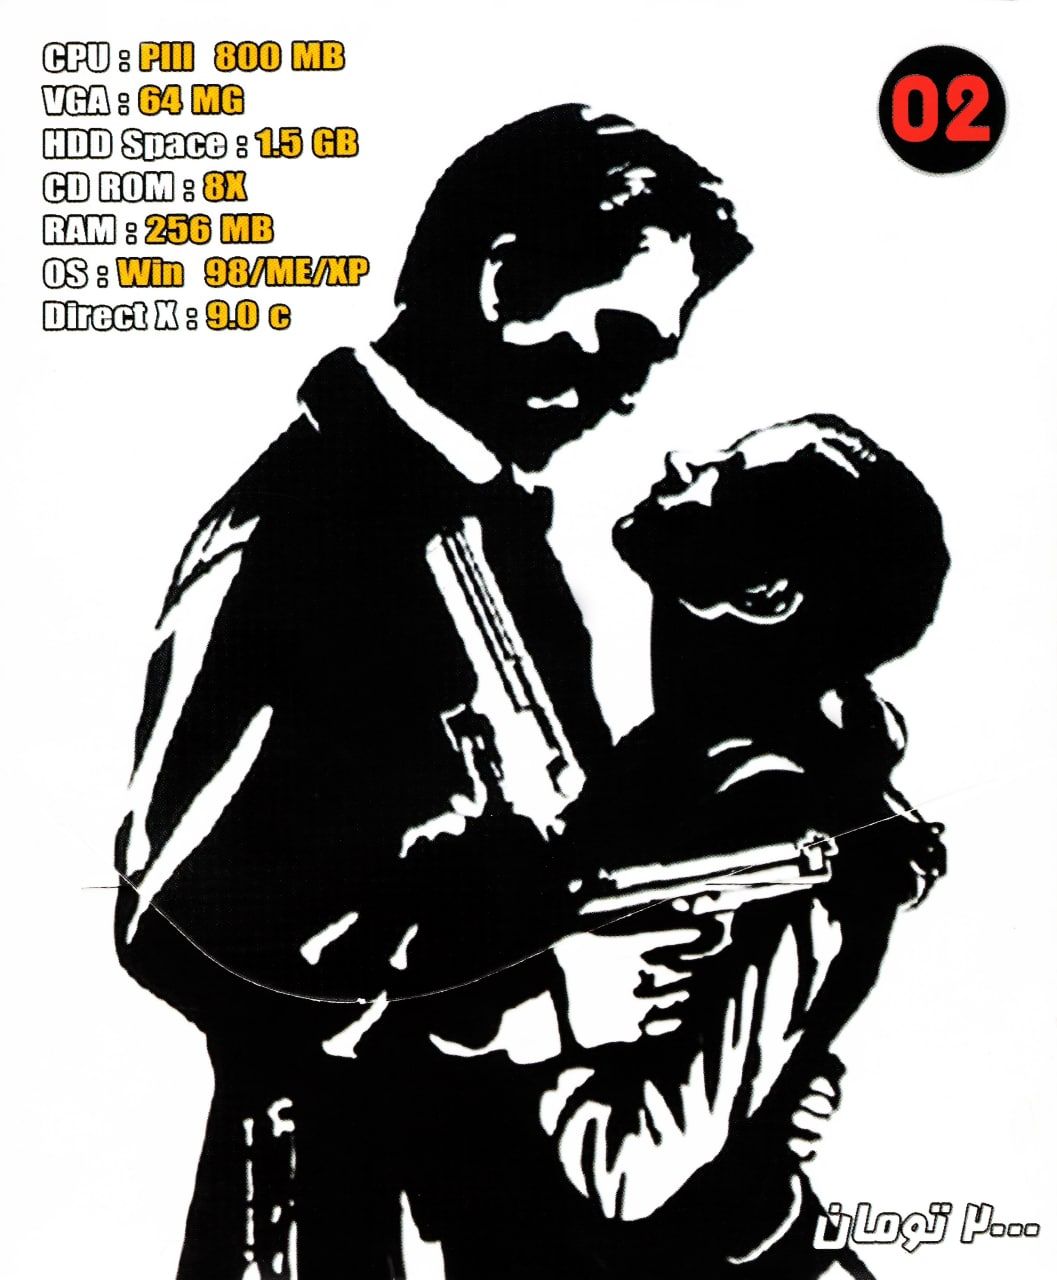 CPU : PIII 800 MB
VGA : 64 MG
HDD Space : 1.5 GB
CD ROM : 8X
RAM : 256 MB
OS : Win 98/ME/XP
Direct X : 9.0 c
02
۲۰۰۰ تومان